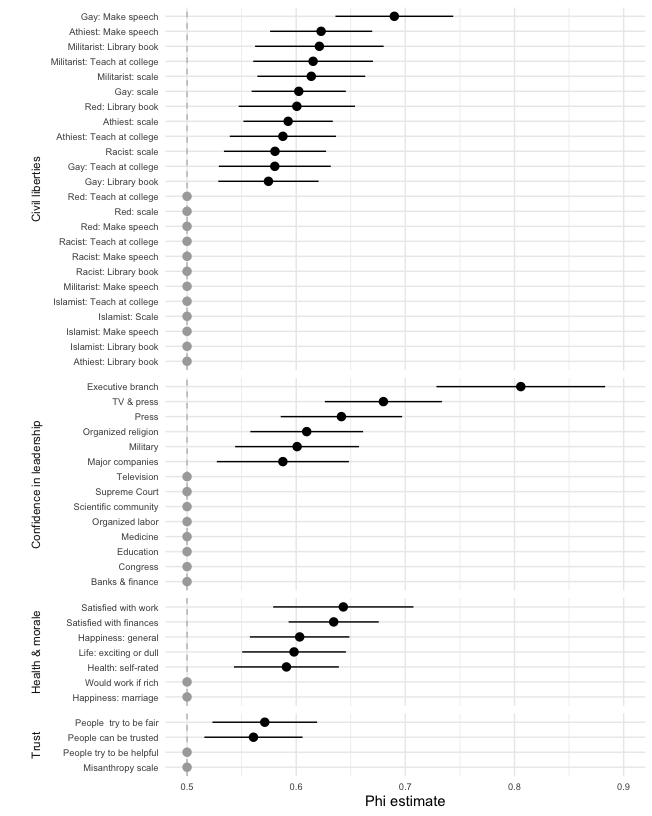 Civil liberties
Gay: Make speech
Athiest: Make speech
Militarist: Library book
Militarist: Teach at college
Militarist: scale
Gay: scale
Red: Library book
Athiest: scale
Athiest: Teach at college
Racist: scale
Gay: Teach at college
Gay: Library book
Red: Teach at college
Red: scale
Red: Make speech
Racist: Teach at college
Racist: Make speech
Racist: Library book
Militarist: Make speech
Islamist: Teach at college
Islamist: Scale
Islamist: Make speech
Islamist: Library book
Athiest: Library book
Confidence in leadership
Executive branch
TV & press
Press
Organized religion
Military
Major companies
Television
Supreme Court
Scientific community
Organized labor
Medicine
Education
Congress
Banks & finance
Health & morale
Satisfied with work
Satisfied with finances
Happiness: general
Life: exciting or dull
Health: self-rated
Would work if rich
Happiness: marriage
Trust
People  try to be fair
People can be trusted
People try to be helpful
Misanthropy scale
0.5 0.6 0.7 0.8 0.9
Phi estimate